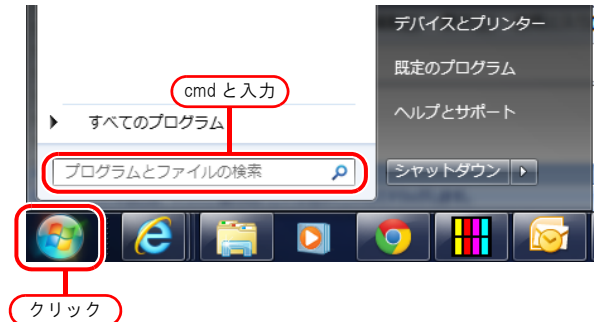 デバイスとプリンター
既定のプログラム
cmd と入力
ヘルプとサポート
すべてのプログラム
プログラムとファイルの検索
シャットダウン
クリック